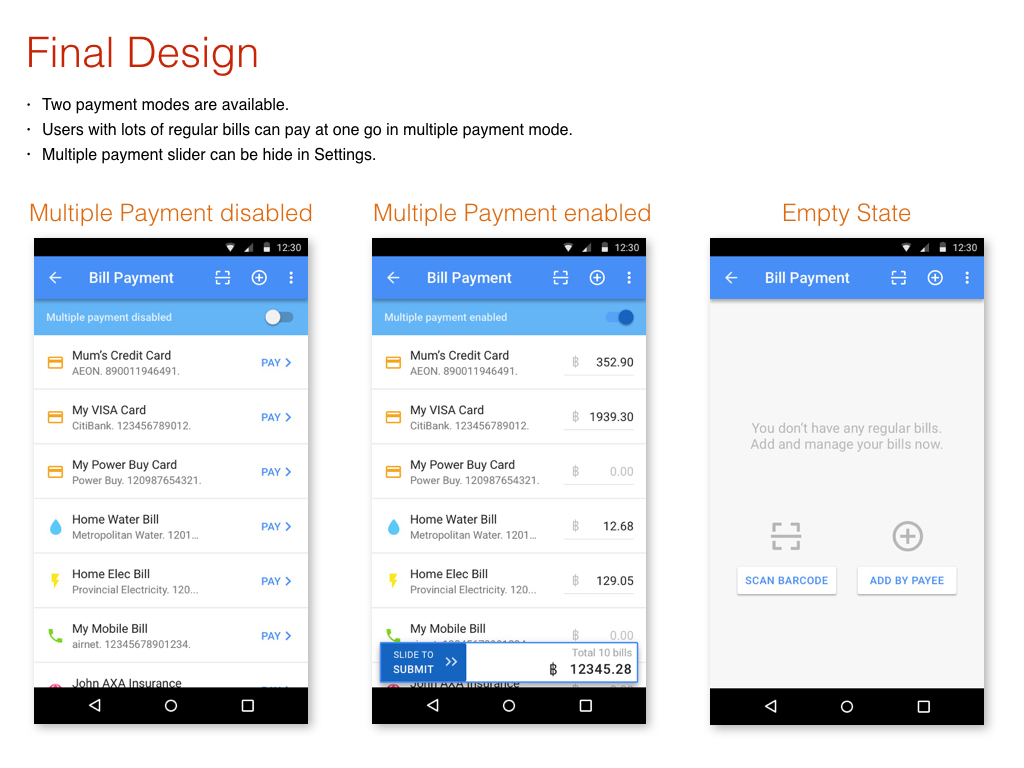 Final Design
· Two payment modes are available.
· Users with lots of regular bills can pay at one go in multiple payment mode.
· Multiple payment slider can be hide in Settings.
Multiple Payment disabled
12:30
Bill Payment
Multiple payment disabled
Mum's Credit Card
AEON. 890011946491.
PAY
My VISA Card
CitiBank. 123456789012.
PAY
My Power Buy Card
Power Buy. 120987654321.
PAY
Home Water Bill
Metropolitan Water. 1201...
PAY
Home Elec Bill
Provincial Electricity. 120...
PAY
My Mobile Bill
airnet. 12345678901234.
PAY
John AXA Insurance
Multiple Payment enabled
12:30
Bill Payment
Multiple payment enabled
Mum's Credit Card
AEON. 890011946491.
฿ 352.90
My VISA Card
CitiBank. 123456789012.
฿ 1939.30
My Power Buy Card
Power Buy. 120987654321.
฿ 0.00
Home Water Bill
Metropolitan Water. 1201...
฿ 12.68
Home Elec Bill
Provincial Electricity. 120...
฿ 129.05
My Mobile Bill
฿ 0.00
SLIDE TO
SUBMIT
Total 10 bills
฿ 12345.28
John AXA Insurance
Empty State
12:30
Bill Payment
You don't have any regular bills.
Add and manage your bills now.
SCAN BARCODE
ADD BY PAYEE